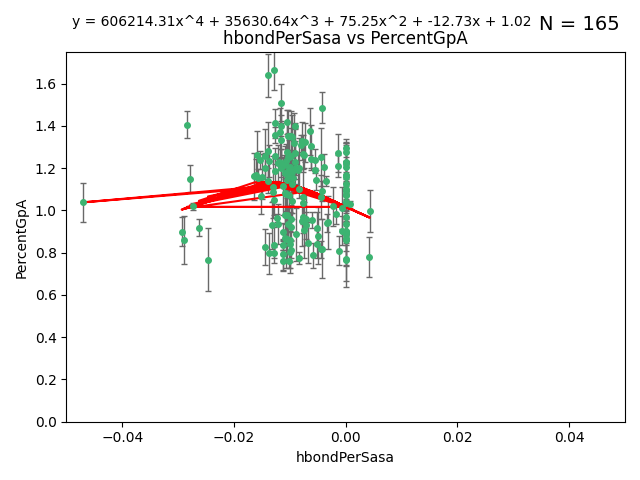 y = 606214.31x^4 + 35630.64x^3 + 75.25x^2 + -12.73x + 1.02 N = 165
hbondPerSasa vs PercentGpA
PercentGpA
1.6
1.4
1.2
1.0
0.8
0.6
0.4
0.2
0.0
−0.04 −0.02 0.00 0.02 0.04
hbondPerSasa